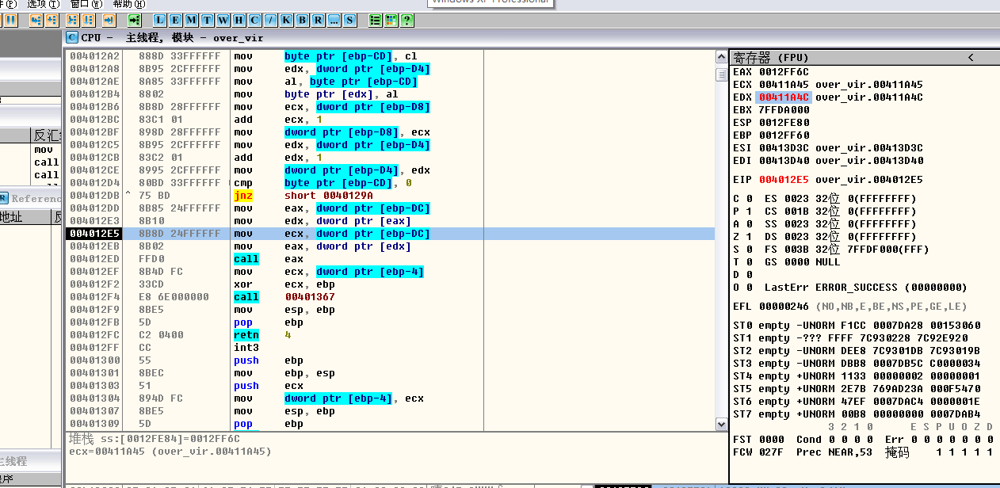 (P) 选项(T) 窗口(W) 帮助(H)
Windows XP Professional
L E M T W H C / K B R ... S ?
C CPU - 主线程, 模块 - over_vir
004012A2 888D 33FFFFFF mov byte ptr [ebp-CD], cl
004012A8 8B95 2CFFFFFF mov edx, dword ptr [ebp-D4]
004012AE 8A85 33FFFFFF mov al, byte ptr [ebp-CD]
004012B4 8802 mov byte ptr [edx], al
004012B6 8B8D 28FFFFFF mov ecx, dword ptr [ebp-D8]
004012BC 83C1 01 add ecx, 1
004012BF 898D 28FFFFFF mov dword ptr [ebp-D8], ecx
004012C5 8B95 2CFFFFFF mov edx, dword ptr [ebp-D4]
004012CB 83C2 01 add edx, 1
004012CE 8995 2CFFFFFF mov dword ptr [ebp-D4], edx
004012D4 80BD 33FFFFFF cmp byte ptr [ebp-CD], 0
004012DB ^ 75 BD jnz short 0040129A
004012DD 8B85 24FFFFFF mov eax, dword ptr [ebp-DC]
004012E3 8B10 mov edx, dword ptr [eax]
004012E5 8B8D 24FFFFFF mov ecx, dword ptr [ebp-DC]
004012EB 8B02 mov eax, dword ptr [edx]
004012ED FFD0 call eax
004012EF 8B4D FC mov ecx, dword ptr [ebp-4]
004012F2 33CD xor ecx, ebp
004012F4 E8 6E000000 call 00401367
004012F9 8BE5 mov esp, ebp
004012FB 5D pop ebp
004012FC C2 0400 retn 4
004012FF CC int3
00401300 55 push ebp
00401301 8BEC mov ebp, esp
00401303 51 push ecx
00401304 894D FC mov dword ptr [ebp-4], ecx
00401307 8BE5 mov esp, ebp
00401309 5D pop ebp
堆栈 ss:[0012FE84]=0012FF6C
ecx=00411A45 (over_vir.00411A45)
反汇
mov
call
call
R Referenc
地址 反
主线程
程序
寄存器 (FPU) <
EAX 0012FF6C
ECX 00411A45 over_vir.00411A45
EDX 00411A4C over_vir.00411A4C
EBX 7FFDA000
ESP 0012FE80
EBP 0012FF60
ESI 00413D3C over_vir.00413D3C
EDI 00413D40 over_vir.00413D40
EIP 004012E5 over_vir.004012E5
C 0 ES 0023 32位 0(FFFFFFFF)
P 1 CS 001B 32位 0(FFFFFFFF)
A 0 SS 0023 32位 0(FFFFFFFF)
Z 1 DS 0023 32位 0(FFFFFFFF)
S 0 FS 003B 32位 7FFDF000(FFF)
T 0 GS 0000 NULL
D 0
O 0 LastErr ERROR_SUCCESS (00000000)
EFL 00000246 (NO,NB,E,BE,NS,PE,GE,LE)
ST0 empty -UNORM F1CC 0007DA28 00153060
ST1 empty -??? FFFF 7C930228 7C92E920
ST2 empty -UNORM DEE8 7C9301DB 7C93019B
ST3 empty -UNORM DBB8 0007DB5C C0000034
ST4 empty +UNORM 1133 00000002 00000001
ST5 empty +UNORM 2E7B 769AD23A 000F5470
ST6 empty +UNORM 47EF 0007DAC4 0000001E
ST7 empty +UNORM 00B8 00000000 0007DAB4
3 2 1 0 E S P U O Z D
FST 0000 Cond 0 0 0 0 Err 0 0 0 0 0 0 0
FCW 027F Prec NEAR,53 掩码 1 1 1 1 1